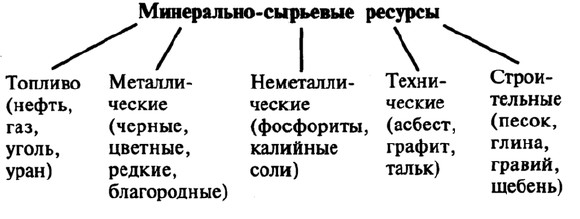 Минерально-сырьевые ресурсы
Топливо
(нефть,
газ,
уголь,
уран)
Металли-
ческие
(черные,
цветные,
редкие,
благородные)
Неметалли-
ческие
(фосфориты,
калийные
соли)
Техни-
ческие
(асбест,
графит,
тальк)
Строи-
тельные
(песок,
глина,
гравий,
щебень)